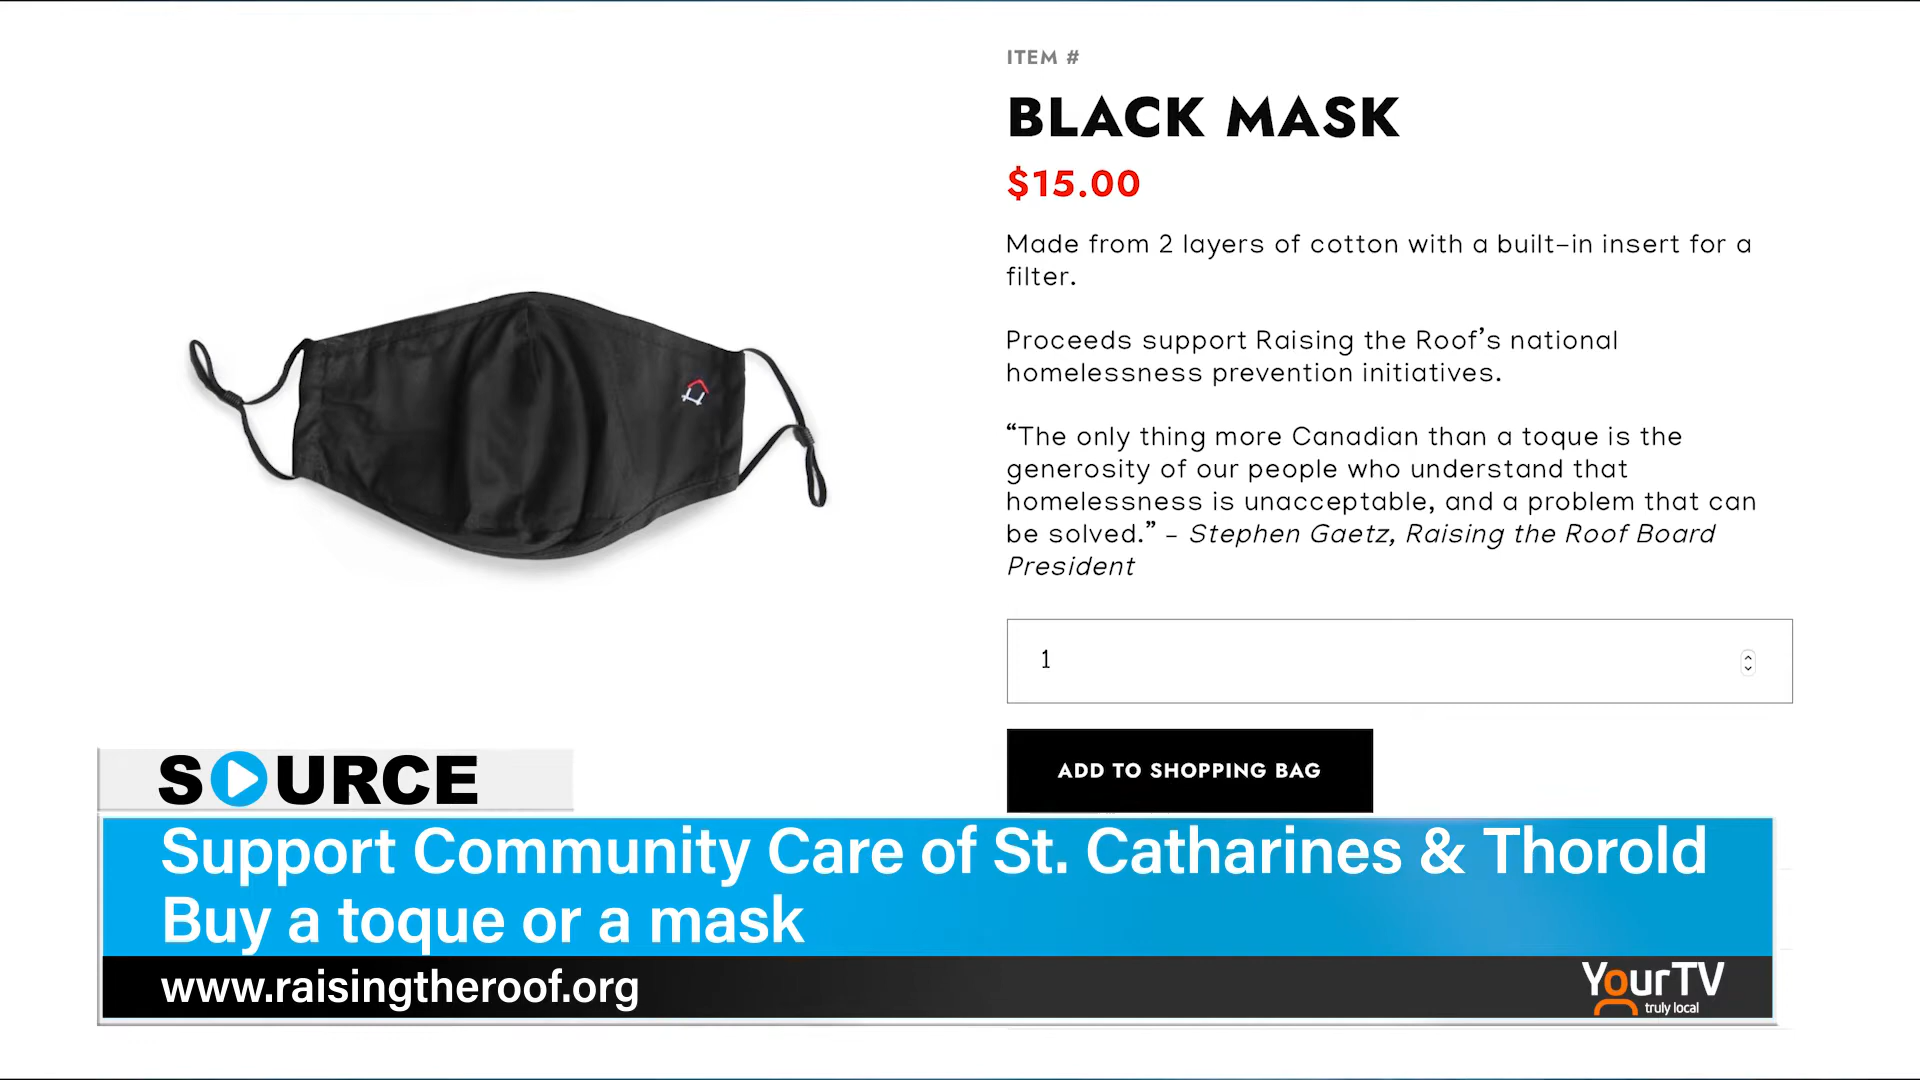 ITEM #
BLACK MASK
$15.00
Made from 2 layers of cotton with a built-in insert for a
filter.
Proceeds support Raising the Roof’s national
homelessness prevention initiatives.
“The only thing more Canadian than a toque is the
generosity of our people who understand that
homelessness is unacceptable, and a problem that can
be solved.” - Stephen Gaetz, Raising the Roof Board
President
1
ADD TO SHOPPING BAG
SOURCE
Support Community Care of St. Catharines & Thorold
Buy a toque or a mask
www.raisingtheroof.org
YourTV
truly local